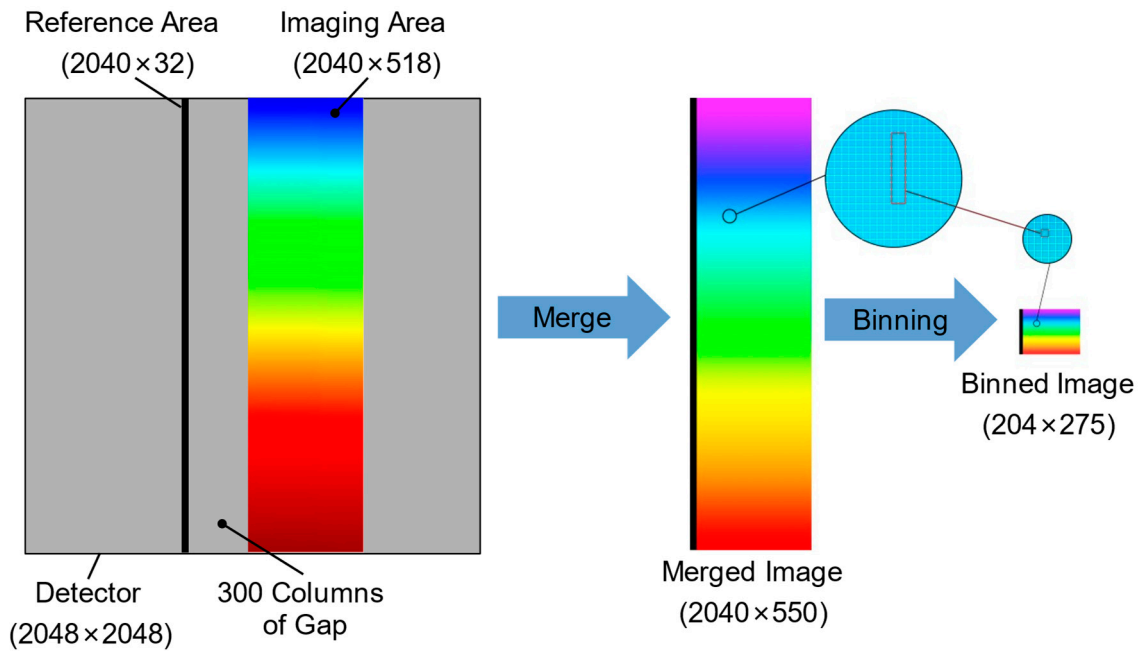 Reference Area
(2040×32)
Imaging Area
(2040×518)
Merge
Binning
Binned Image
(204×275)
Detector
(2048×2048)
300 Columns
of Gap
Merged Image
(2040×550)